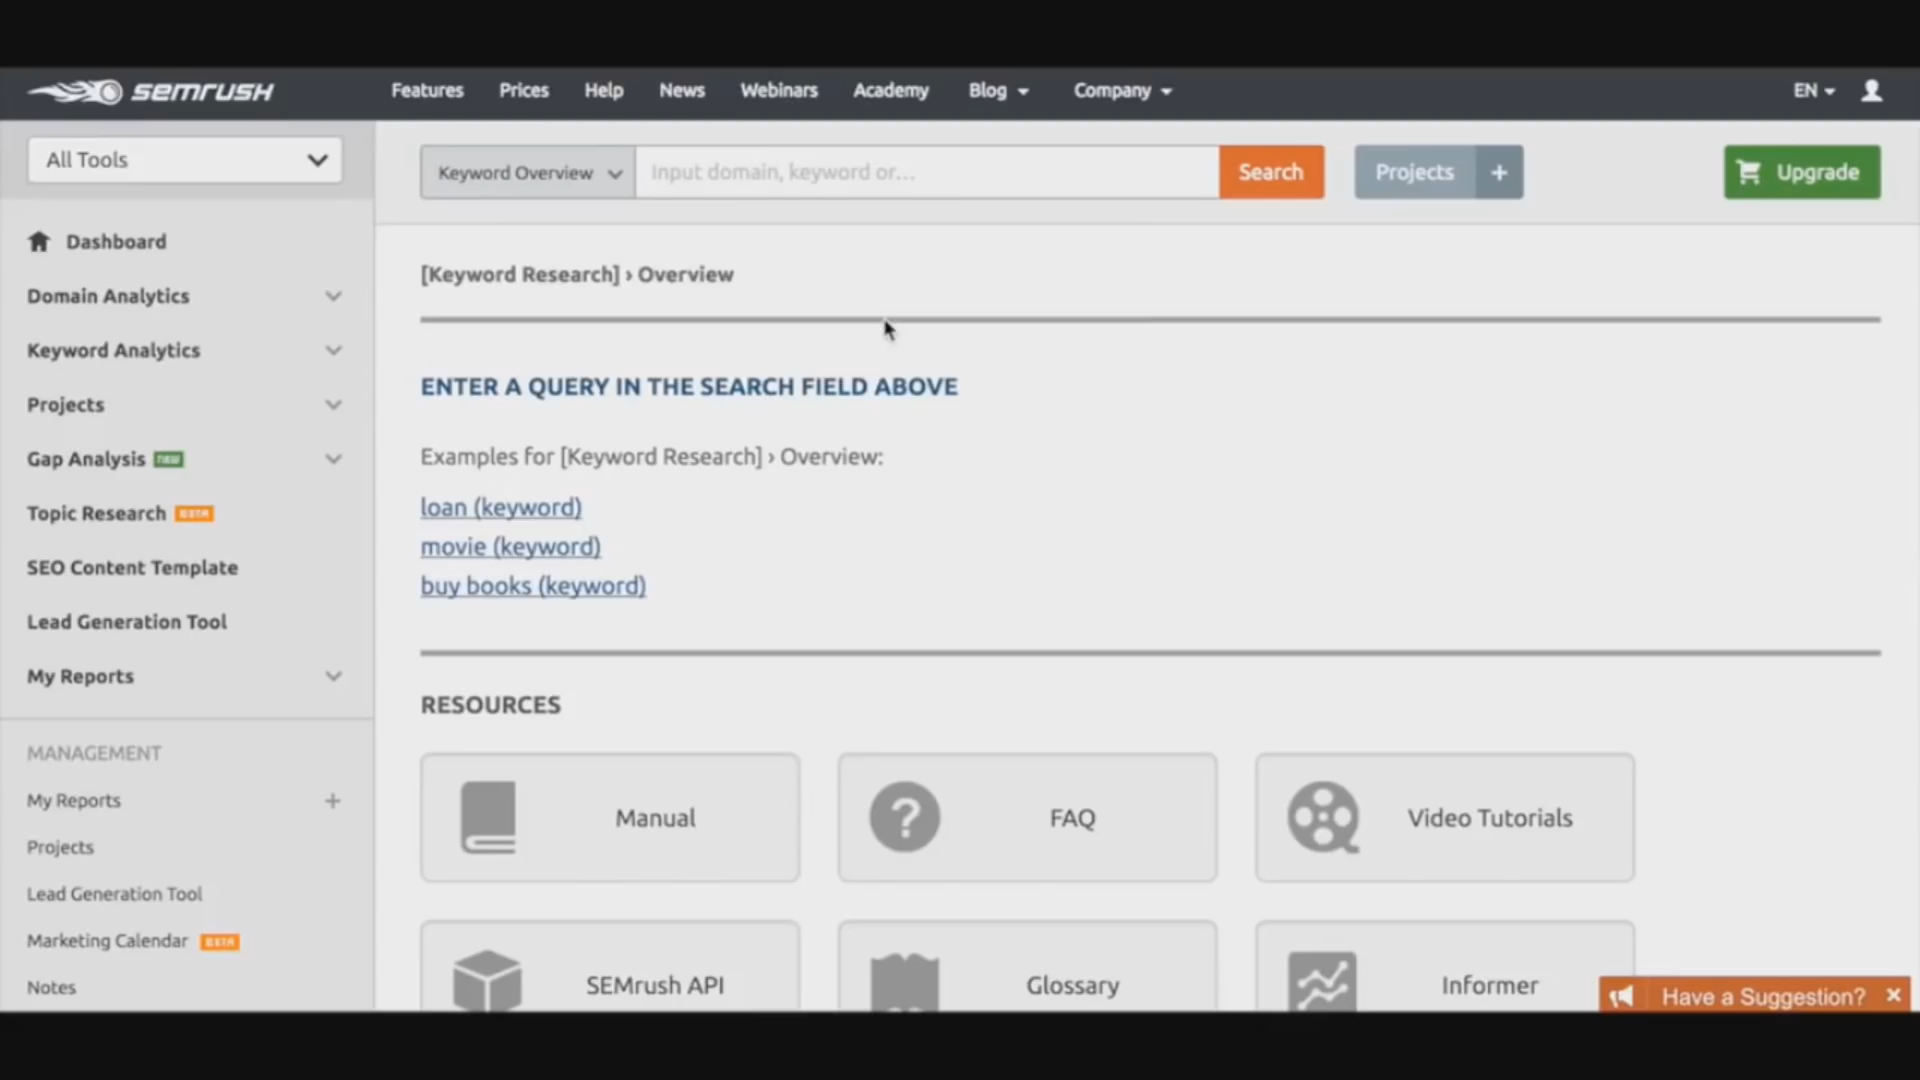 SEMRUSH
Features Prices Help News Webinars Academy Blog Company EN
All Tools
Keyword Overview Input domain, keyword or... Search Projects + Upgrade
Dashboard
Domain Analytics
Keyword Analytics
Projects
Gap Analysis NEW
Topic Research BETA
SEO Content Template
Lead Generation Tool
My Reports
MANAGEMENT
My Reports +
Projects
Lead Generation Tool
Marketing Calendar BETA
Notes
[Keyword Research] › Overview
ENTER A QUERY IN THE SEARCH FIELD ABOVE
Examples for [Keyword Research] › Overview:
loan (keyword)
movie (keyword)
buy books (keyword)
RESOURCES
Manual FAQ Video Tutorials
SEMrush API Glossary Informer
Have a Suggestion? ×